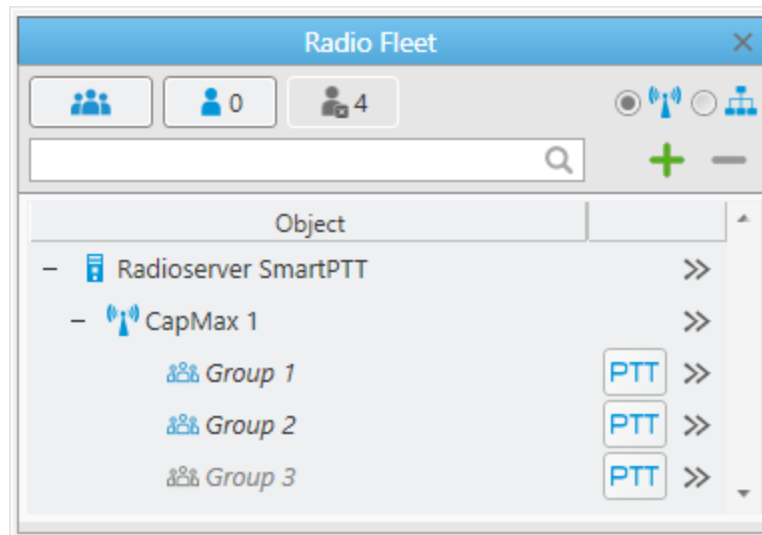 Radio Fleet
0
4
Object
Radioserver SmartPTT
CapMax 1
Group 1 PTT
Group 2 PTT
Group 3 PTT